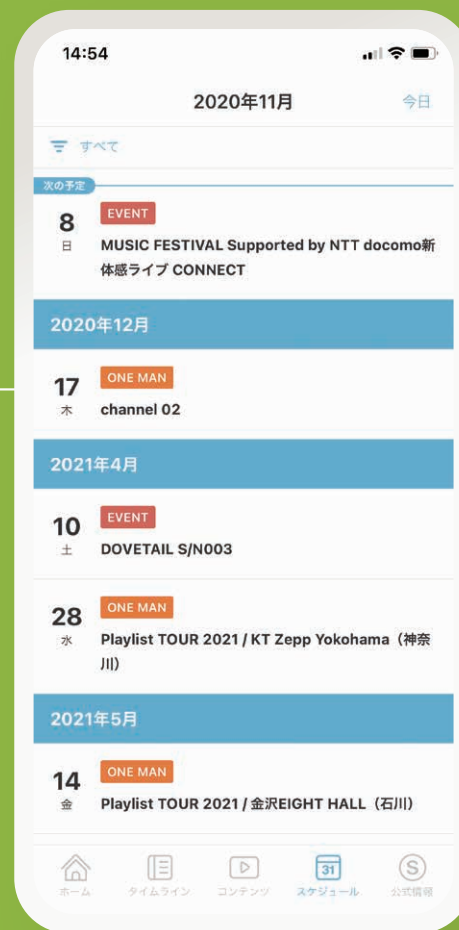 14:54
2020年11月
今日
すべて
次の予定
8
日
EVENT
MUSIC FESTIVAL Supported by NTT docomo新
体感ライブ CONNECT
2020年12月
17
木
ONE MAN
channel 02
2021年4月
10
土
EVENT
DOVETAIL S/N003
28
水
ONE MAN
Playlist TOUR 2021 / KT Zepp Yokohama（神奈
川）
2021年5月
14
金
ONE MAN
Playlist TOUR 2021 / 金沢EIGHT HALL（石川）
31
S
ホーム
タイムライン
コンテンツ
スケジュール
公式情報